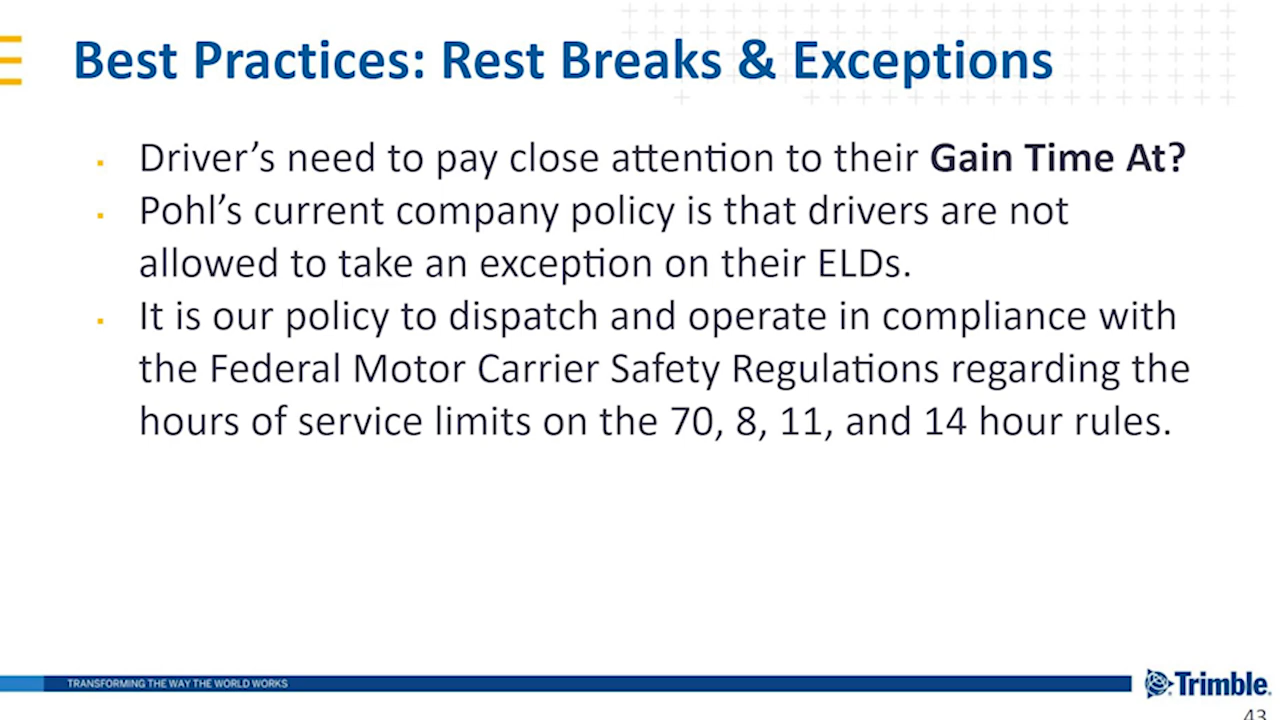 Best Practices: Rest Breaks & Exceptions
Driver’s need to pay close attention to their Gain Time At?
Pohl’s current company policy is that drivers are not
allowed to take an exception on their ELDs.
It is our policy to dispatch and operate in compliance with
the Federal Motor Carrier Safety Regulations regarding the
hours of service limits on the 70, 8, 11, and 14 hour rules.
TRANSFORMING THE WAY THE WORLD WORKS
Trimble.
43